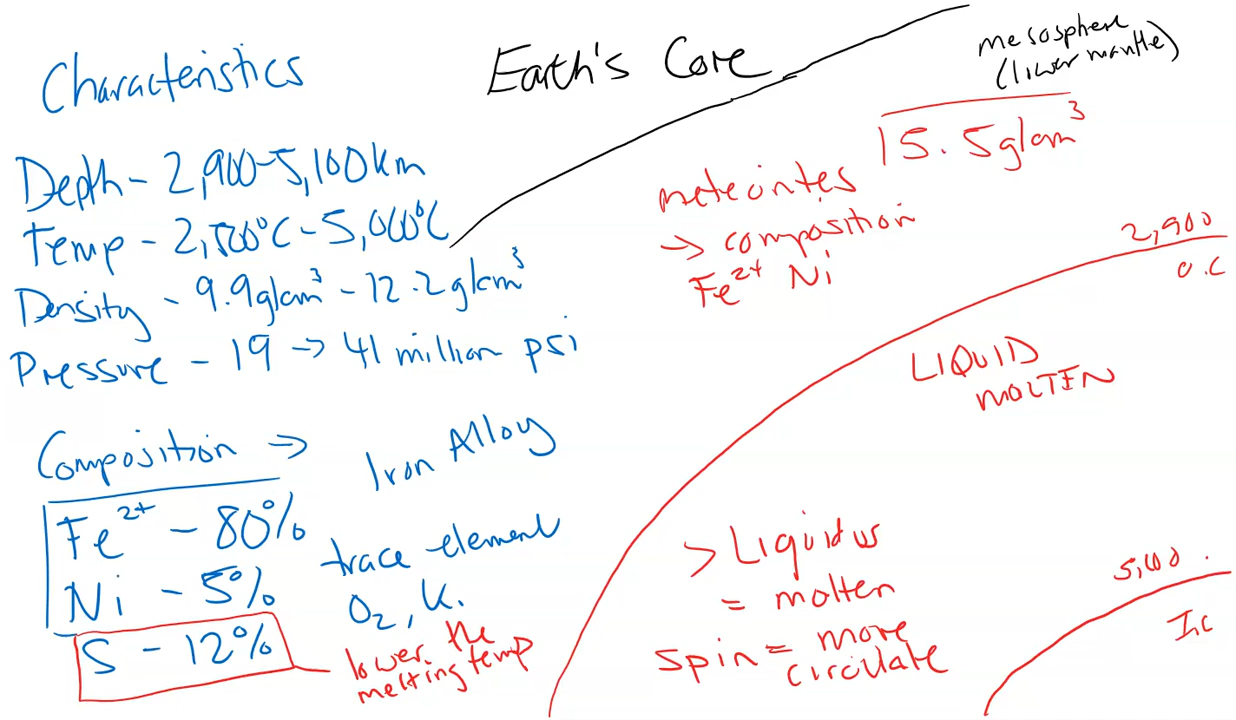 Earth's Core
mesosphere
(lower mantle)
Characteristics
Depth - 2,900-5,100km
Temp - 2,500°C - 5,000°C
Density - 9.9g/cm³ - 12.2g/cm³
Pressure - 19 → 41 million psi
Composition → Iron Alloy
Fe²⁺ - 80%
Ni - 5%
S - 12%
trace element
O₂, K.
lower the
melting temp
15.5g/cm³
meteorites
→ composition
Fe²⁺ Ni
2,900
O.C
LIQUID
MOLTEN
> Liquidus
= molten
spin = more
circulate
5,100.
I.C